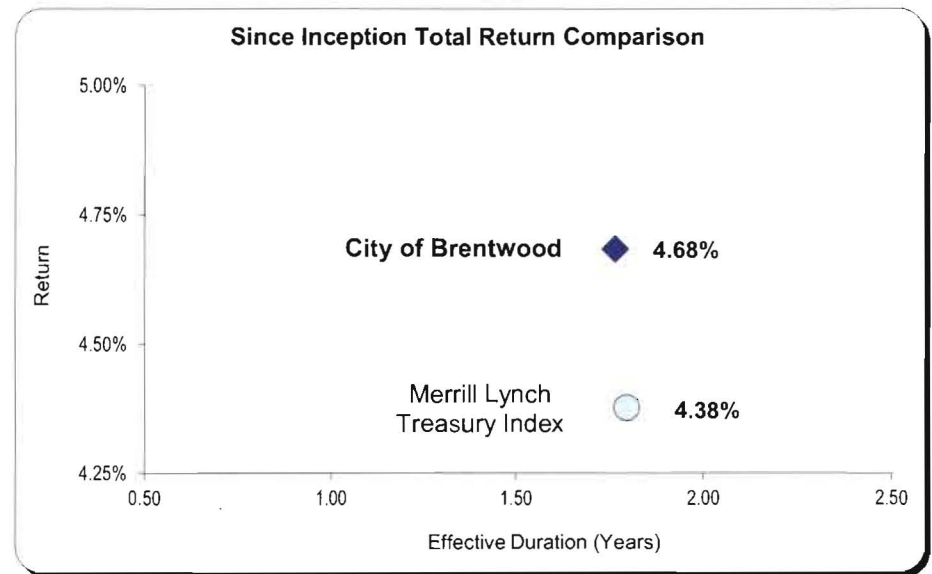 Since Inception Total Return Comparison
5.00%
4.75%
4.50%
4.25%
Return
City of Brentwood
4.68%
Merrill Lynch
Treasury Index
4.38%
0.50
1.00
1.50
2.00
2.50
Effective Duration (Years)